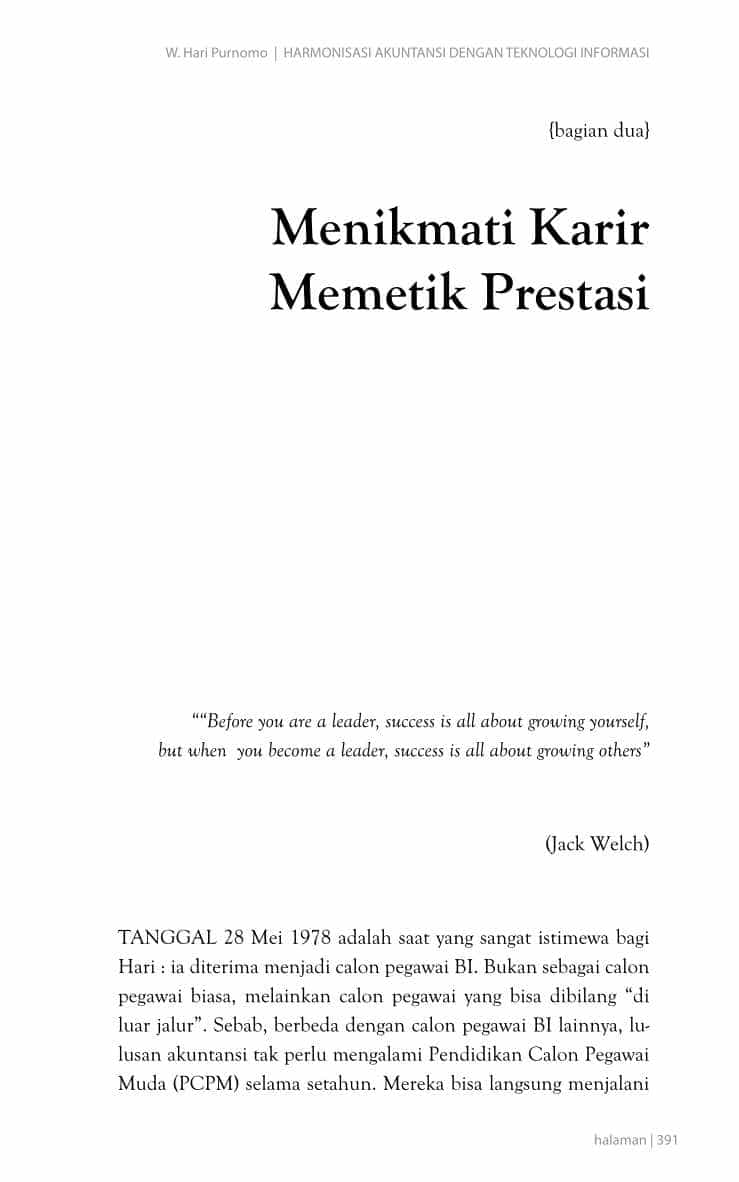 W. Hari Purnomo | HARMONISASI AKUNTANSI DENGAN TEKNOLOGI INFORMASI
{bagian dua}
Menikmati Karir
Memetik Prestasi
““Before you are a leader, success is all about growing yourself,
but when  you become a leader, success is all about growing others”
(Jack Welch)
TANGGAL 28 Mei 1978 adalah saat yang sangat istimewa bagi
Hari : ia diterima menjadi calon pegawai BI. Bukan sebagai calon
pegawai biasa, melainkan calon pegawai yang bisa dibilang “di
luar jalur”. Sebab, berbeda dengan calon pegawai BI lainnya, lu-
lusan akuntansi tak perlu mengalami Pendidikan Calon Pegawai
Muda (PCPM) selama setahun. Mereka bisa langsung menjalani
halaman | 391